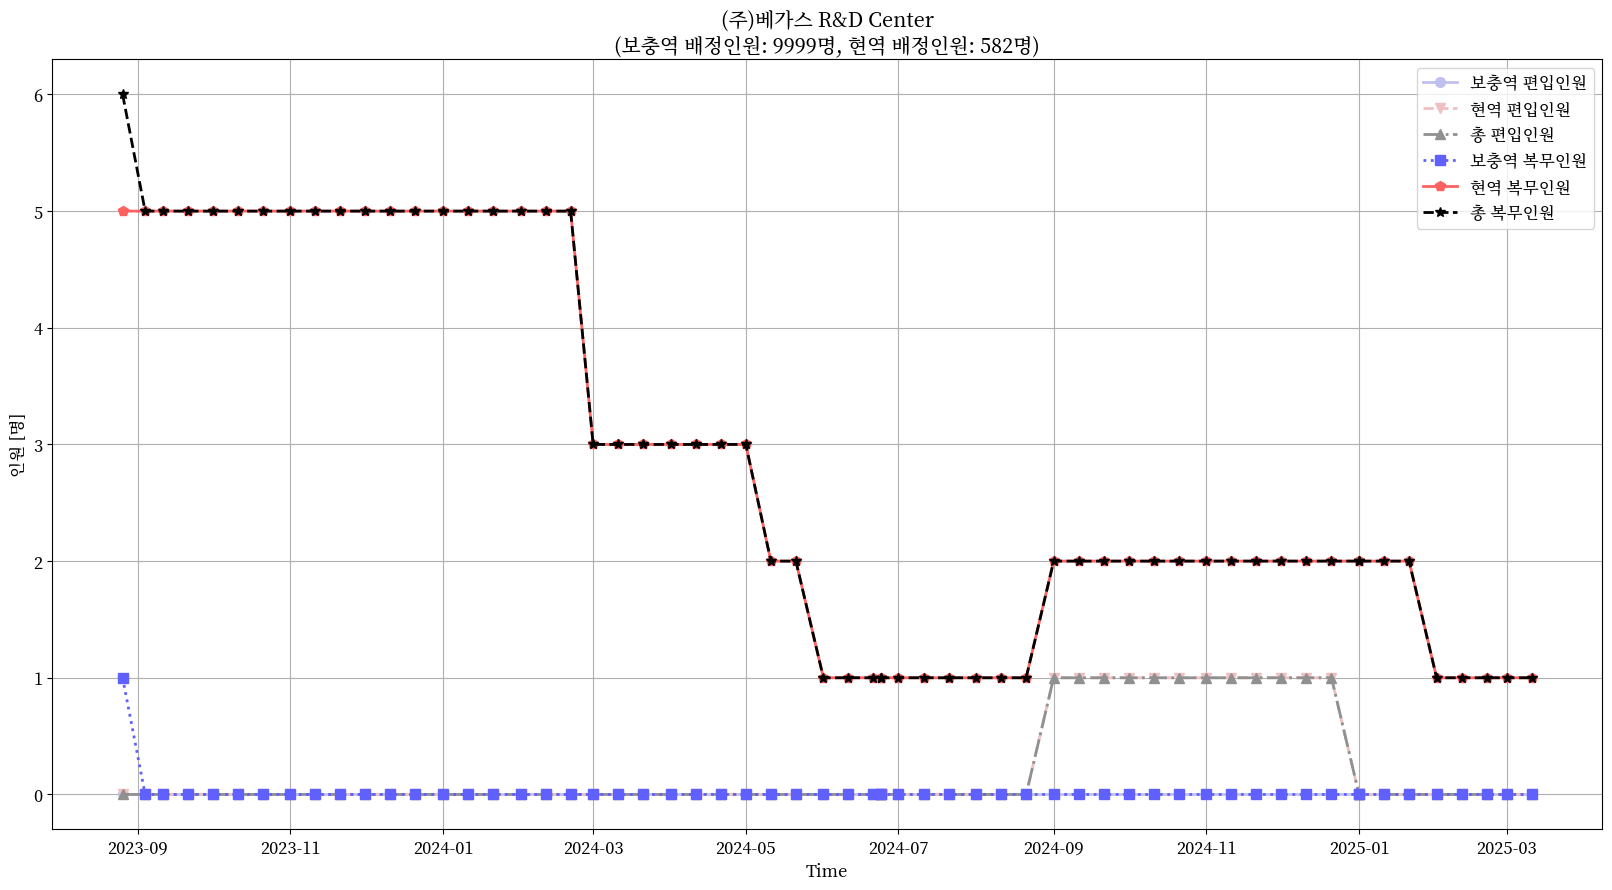 (주)베가스 R&D Center
(보충역 배정인원: 9999명, 현역 배정인원: 582명)
보충역 편입인원
현역 편입인원
총 편입인원
보충역 복무인원
현역 복무인원
총 복무인원
인원 [명]
6
5
4
3
2
1
0
2023-09
2023-11
2024-01
2024-03
2024-05
2024-07
2024-09
2024-11
2025-01
2025-03
Time